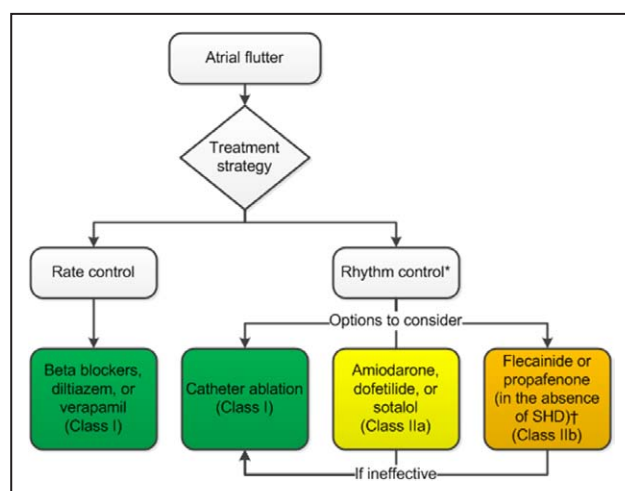 Atrial flutter
Treatment
strategy
Rate control
Rhythm control*
Options to consider
Beta blockers,
diltiazem, or
verapamil
(Class I)
Catheter ablation
(Class I)
Amiodarone,
dofetilide, or
sotalol
(Class IIa)
Flecainide or
propafenone
(in the absence
of SHD)†
(Class IIb)
If ineffective